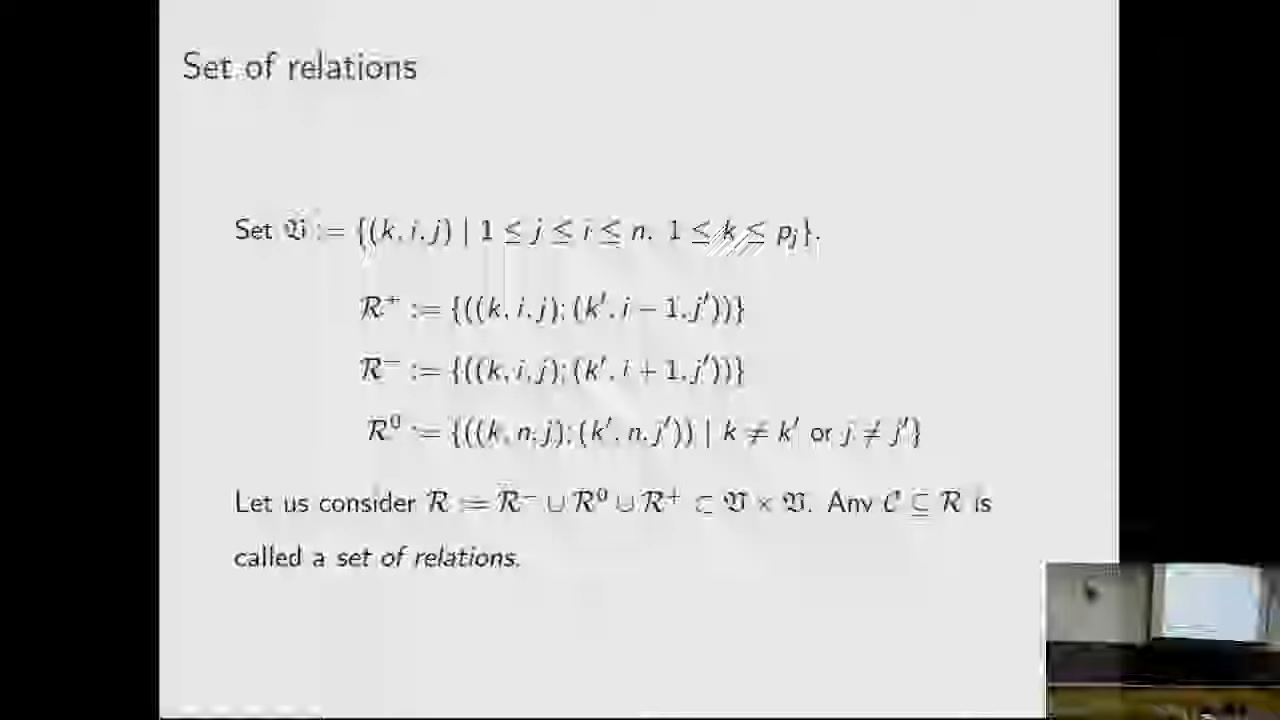 Set of relations
Set 𝔙 := {(k, i, j) | 1 ≤ j ≤ i ≤ n, 1 ≤ k ≤ pⱼ}.
ℛ⁺ := {((k, i, j); (k′, i − 1, j′))}
ℛ⁻ := {((k, i, j); (k′, i + 1, j′))}
ℛ⁰ := {((k, n, j); (k′, n, j′)) | k ≠ k′ or j ≠ j′}
Let us consider ℛ := ℛ⁻ ∪ ℛ⁰ ∪ ℛ⁺ ⊂ 𝔙 × 𝔙. Any 𝒞 ⊆ ℛ is
called a set of relations.